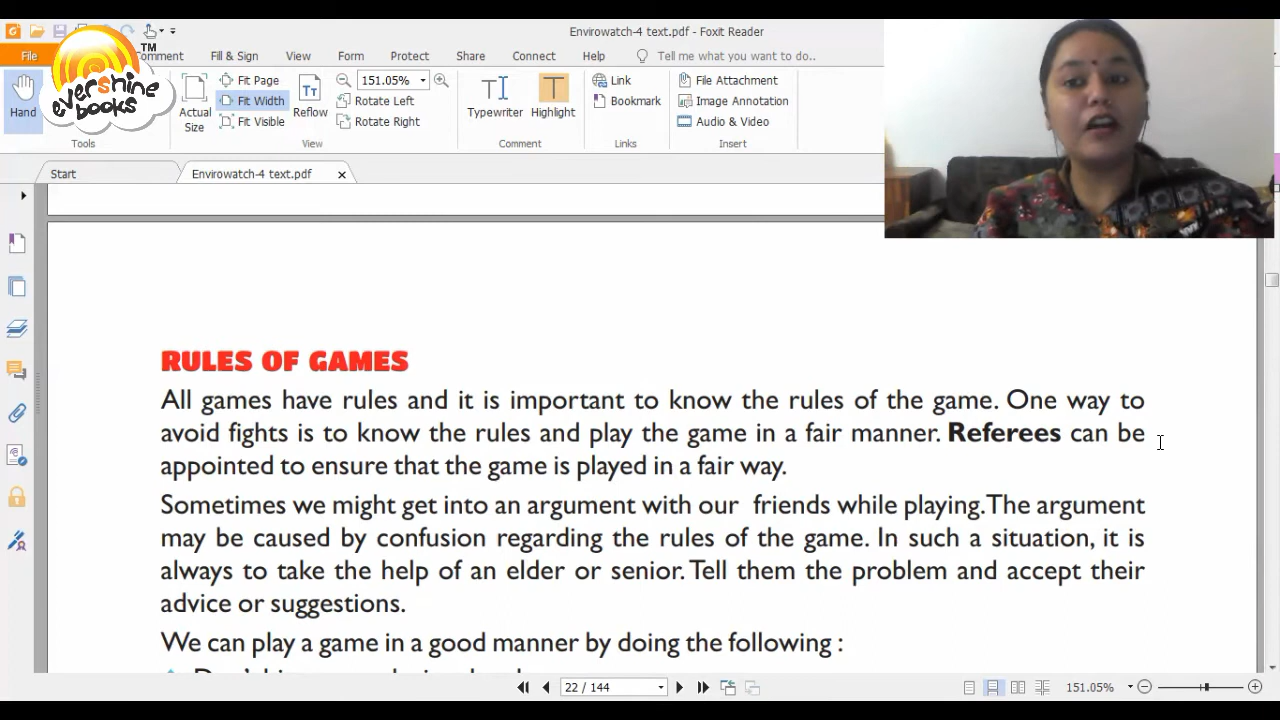 Envirowatch-4 text.pdf - Foxit Reader
File
Comment
Fill & Sign
View
Form
Protect
Share
Connect
Help
Tell me what you want to do..
TM
evershine
books
Hand
Actual
Size
Fit Page
Fit Width
Fit Visible
Reflow
151.05%
Rotate Left
Rotate Right
Typewriter
Highlight
Link
Bookmark
File Attachment
Image Annotation
Audio & Video
Tools
View
Comment
Links
Insert
Start
Envirowatch-4 text.pdf
RULES OF GAMES
All games have rules and it is important to know the rules of the game. One way to
avoid fights is to know the rules and play the game in a fair manner. Referees can be
appointed to ensure that the game is played in a fair way.
Sometimes we might get into an argument with our friends while playing. The argument
may be caused by confusion regarding the rules of the game. In such a situation, it is
always to take the help of an elder or senior. Tell them the problem and accept their
advice or suggestions.
We can play a game in a good manner by doing the following :
22 / 144
151.05%